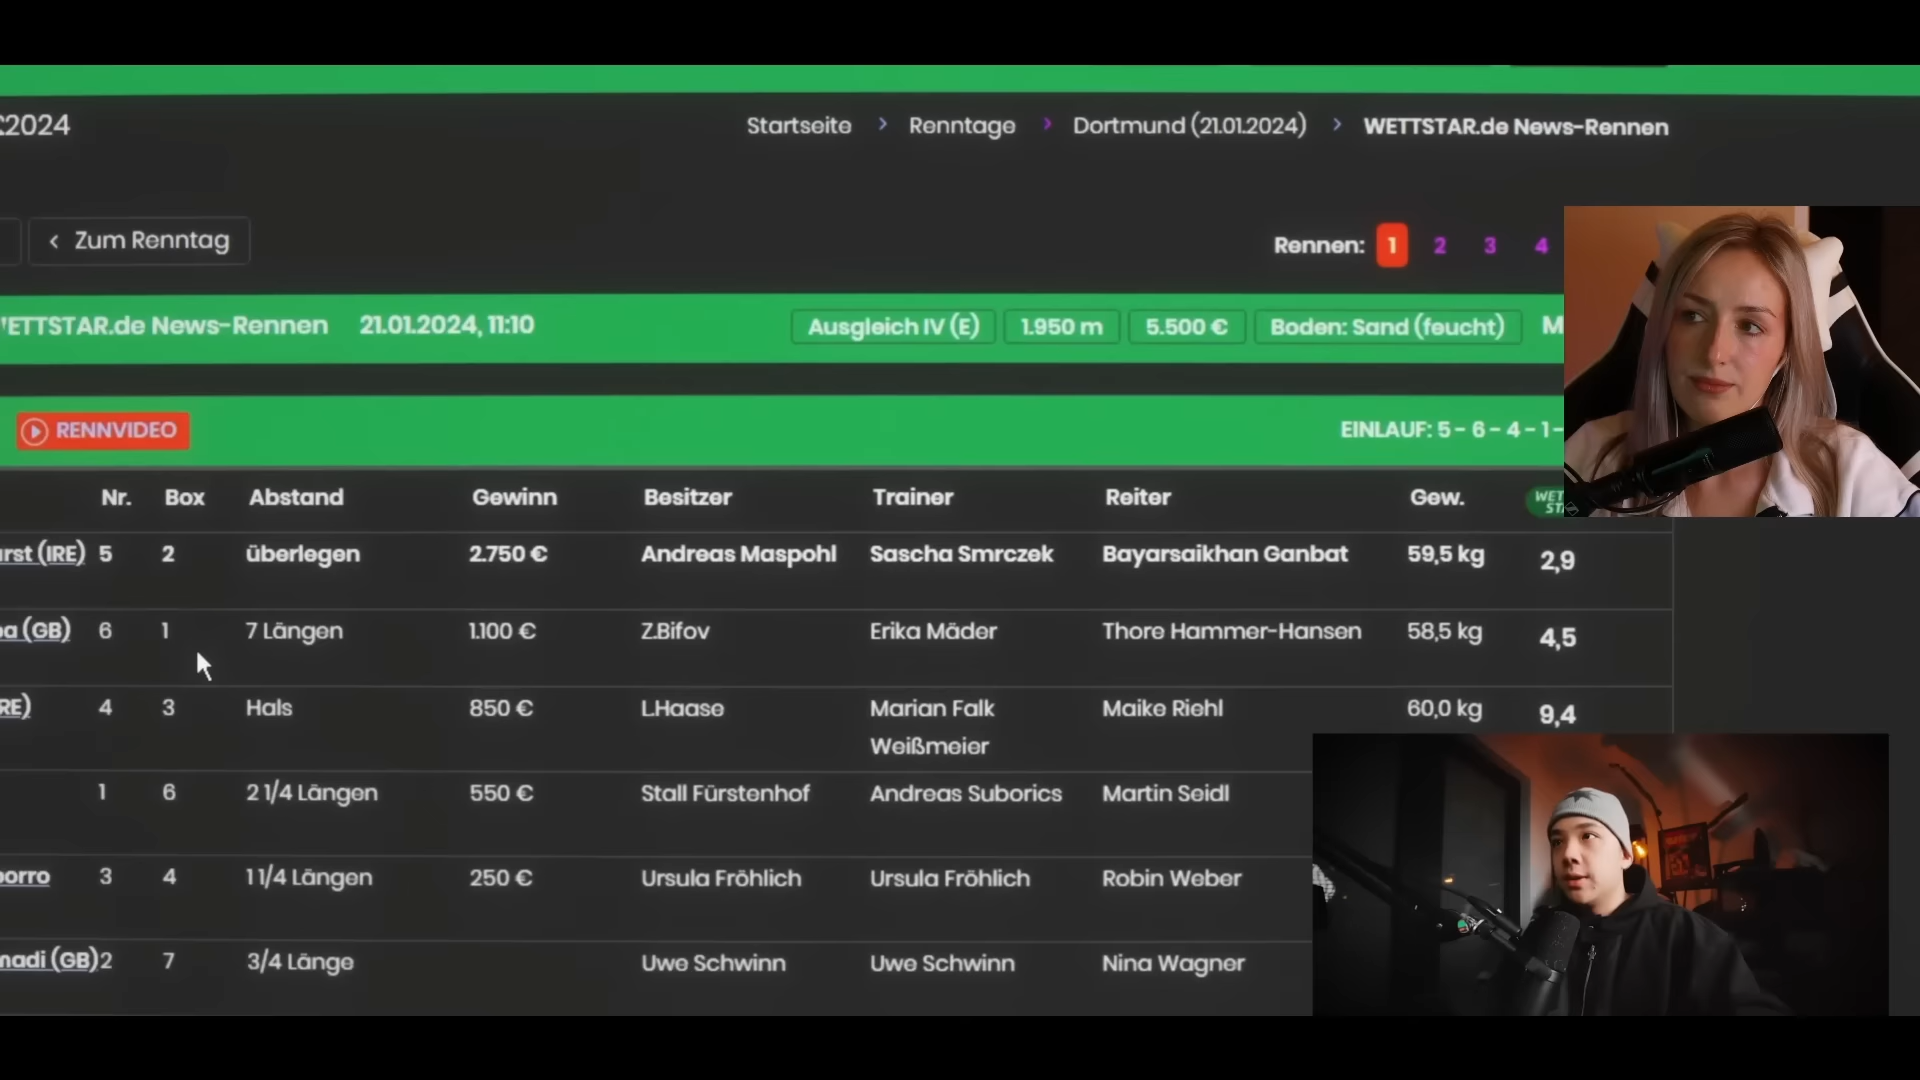 2024
Startseite > Renntage > Dortmund (21.01.2024) > WETTSTAR.de News-Rennen
Zum Renntag
Rennen: 1 2 3 4
ETTSTAR.de News-Rennen 21.01.2024, 11:10 Ausgleich IV (E) 1.950 m 5.500 € Boden: Sand (feucht) M
RENNVIDEO EINLAUF: 5 - 6 - 4 - 1 -
Nr. Box Abstand Gewinn Besitzer Trainer Reiter Gew. WET
ST
urst (IRE) 5 2 überlegen 2.750 € Andreas Maspohl Sascha Smrczek Bayarsaikhan Ganbat 59,5 kg 2,9
oa (GB) 6 1 7 Längen 1.100 € Z.Bifov Erika Mäder Thore Hammer-Hansen 58,5 kg 4,5
RE) 4 3 Hals 850 € L.Haase Marian Falk Weißmeier Maike Riehl 60,0 kg 9,4
1 6 2 1/4 Längen 550 € Stall Fürstenhof Andreas Suborics Martin Seidl
porro 3 4 1 1/4 Längen 250 € Ursula Fröhlich Ursula Fröhlich Robin Weber
madi (GB) 2 7 3/4 Länge Uwe Schwinn Uwe Schwinn Nina Wagner